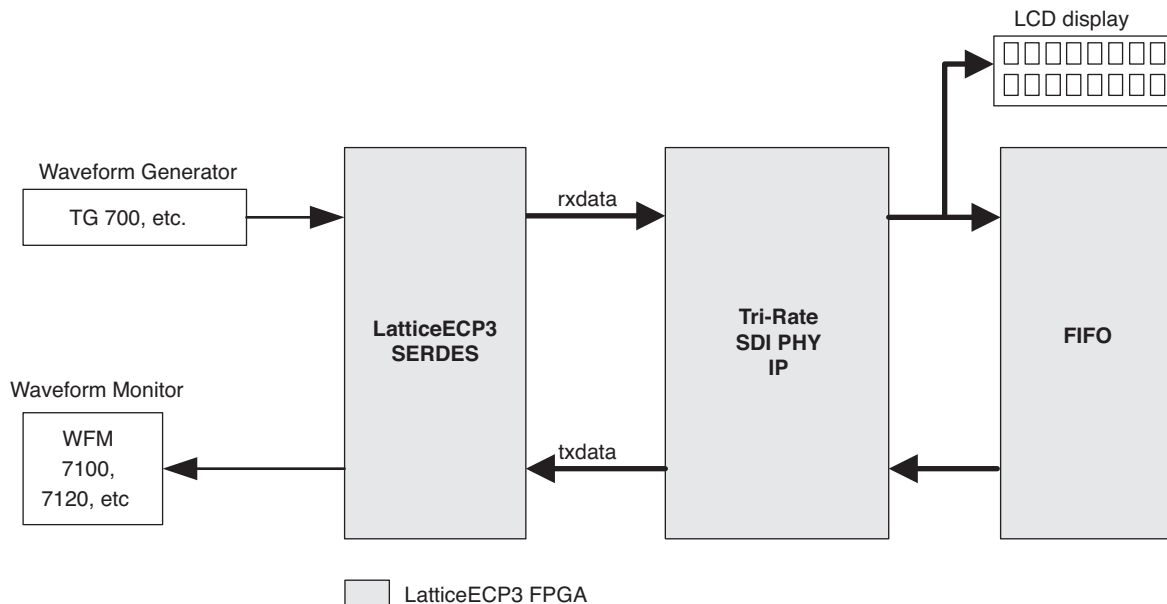 LCD display
Waveform Generator
TG 700, etc.
rxdata
LatticeECP3
SERDES
Tri-Rate
SDI PHY
IP
FIFO
Waveform Monitor
WFM
7100,
7120, etc
txdata
LatticeECP3 FPGA